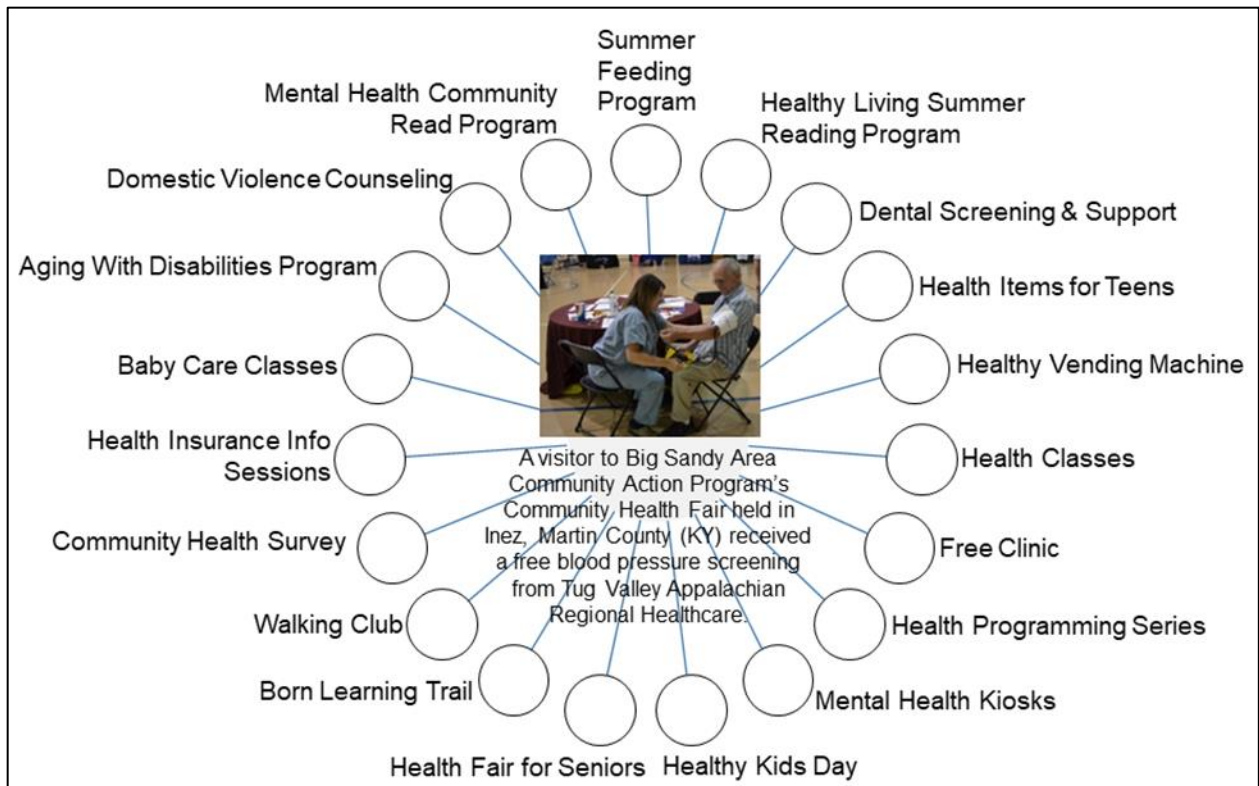 Summer
Feeding
Program
Healthy Living Summer
Reading Program
Dental Screening & Support
Health Items for Teens
Healthy Vending Machine
Health Classes
Free Clinic
Health Programming Series
Mental Health Kiosks
Healthy Kids Day
Health Fair for Seniors
Born Learning Trail
Walking Club
Community Health Survey
Health Insurance Info
Sessions
Baby Care Classes
Aging With Disabilities Program
Domestic Violence Counseling
Mental Health Community
Read Program
A visitor to Big Sandy Area
Community Action Program's
Community Health Fair held in
Inez, Martin County (KY) received
a free blood pressure screening
from Tug Valley Appalachian
Regional Healthcare.